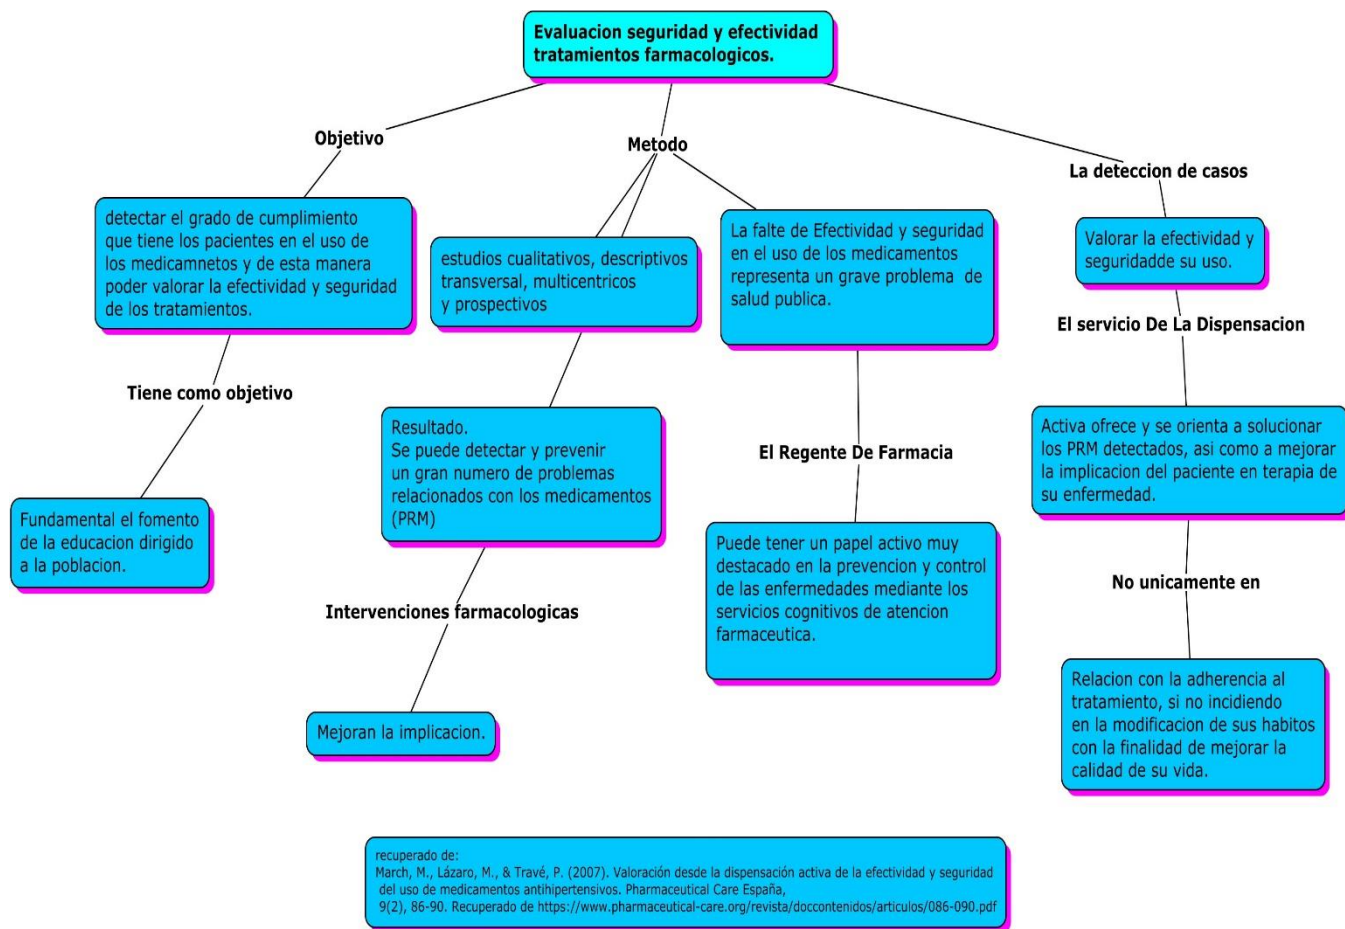 Evaluacion seguridad y efectividad
tratamientos farmacologicos.
Objetivo
Metodo
La deteccion de casos
detectar el grado de cumplimiento
que tiene los pacientes en el uso de
los medicamnetos y de esta manera
poder valorar la efectividad y seguridad
de los tratamientos.
estudios cualitativos, descriptivos
transversal, multicentricos
y prospectivos
La falte de Efectividad y seguridad
en el uso de los medicamentos
representa un grave problema de
salud publica.
Valorar la efectividad y
seguridadde su uso.
El servicio De La Dispensacion
Tiene como objetivo
Resultado.
Se puede detectar y prevenir
un gran numero de problemas
relacionados con los medicamentos
(PRM)
El Regente De Farmacia
Activa ofrece y se orienta a solucionar
los PRM detectados, asi como a mejorar
la implicacion del paciente en terapia de
su enfermedad.
Fundamental el fomento
de la educacion dirigido
a la poblacion.
Puede tener un papel activo muy
destacado en la prevencion y control
de las enfermedades mediante los
servicios cognitivos de atencion
farmaceutica.
No unicamente en
Intervenciones farmacologicas
Mejoran la implicacion.
Relacion con la adherencia al
tratamiento, si no incidiendo
en la modificacion de sus habitos
con la finalidad de mejorar la
calidad de su vida.
recuperado de:
March, M., Lázaro, M., & Travé, P. (2007). Valoración desde la dispensación activa de la efectividad y seguridad
del uso de medicamentos antihipertensivos. Pharmaceutical Care España,
9(2), 86-90. Recuperado de https://www.pharmaceutical-care.org/revista/doccontenidos/articulos/086-090.pdf